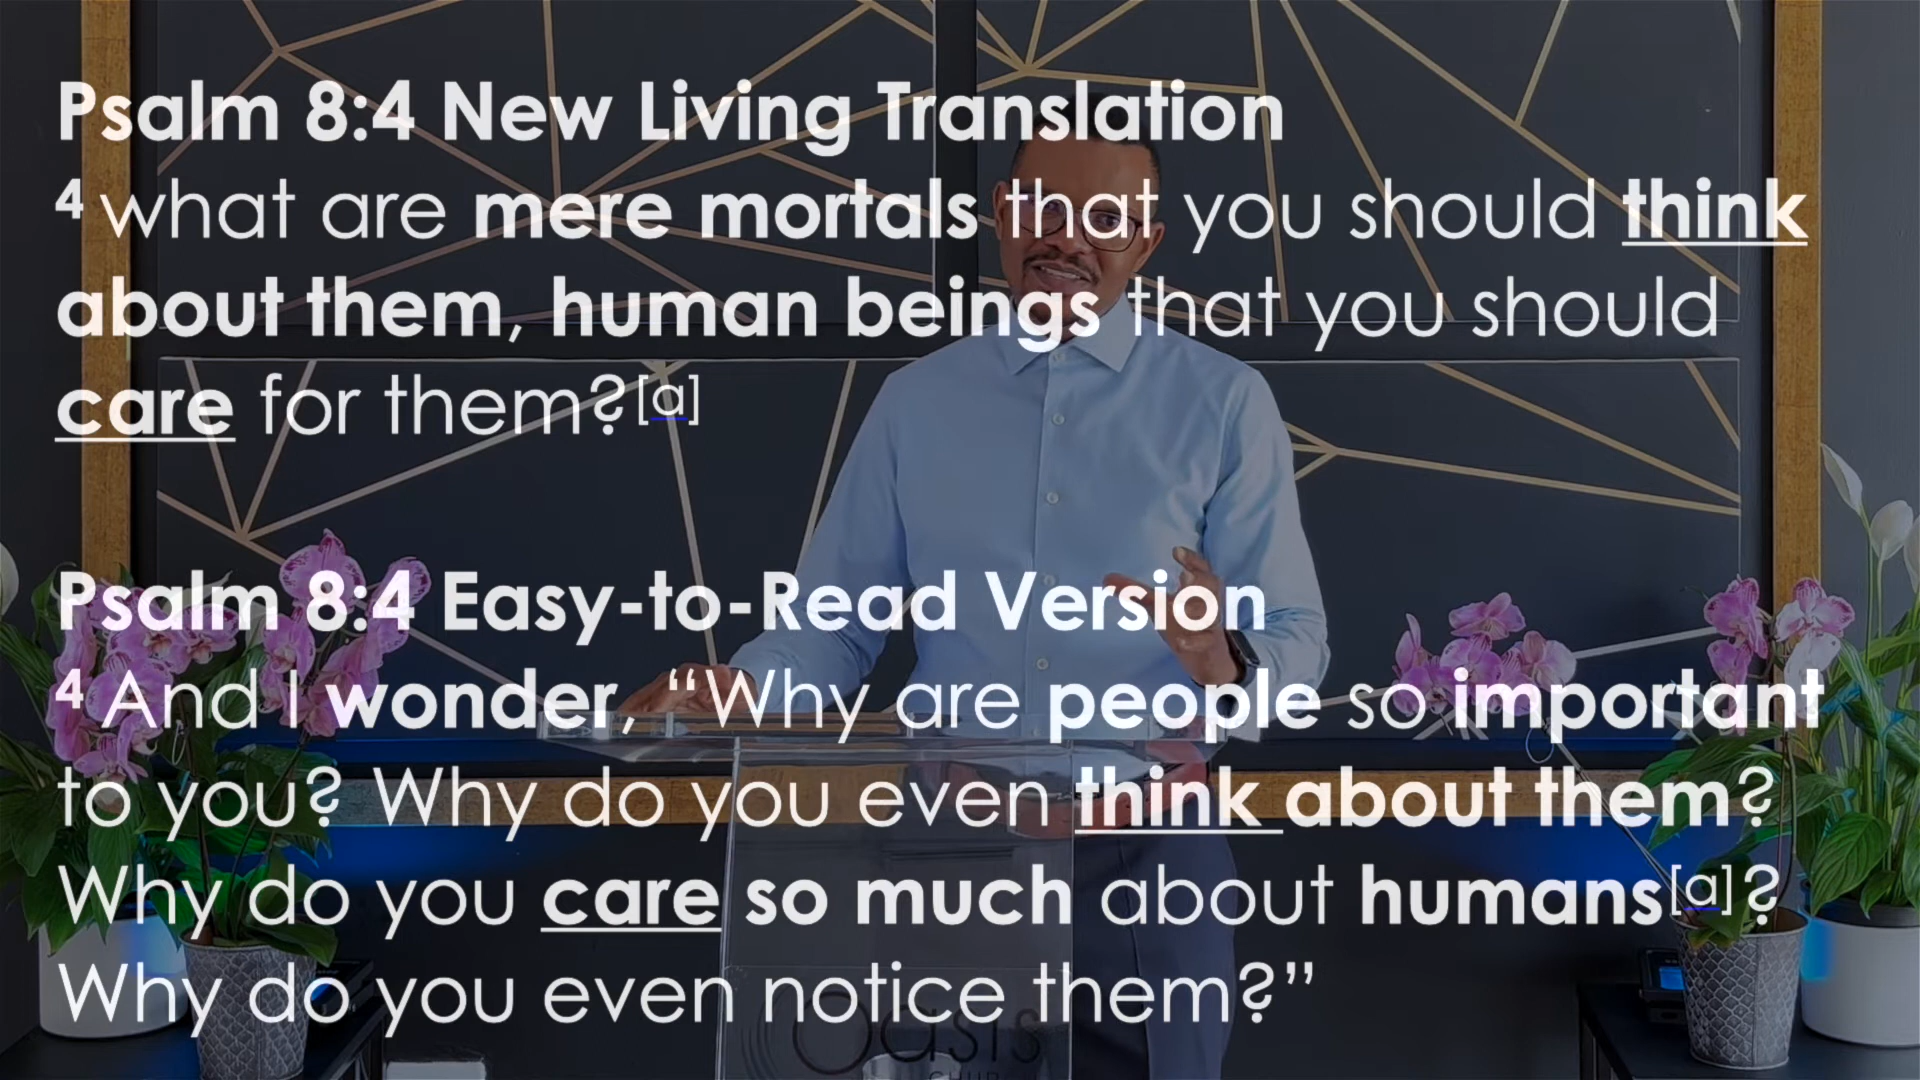 Psalm 8:4 New Living Translation
4 what are mere mortals that you should think
about them, human beings that you should
care for them?[a]
Psalm 8:4 Easy-to-Read Version
4 And I wonder, “Why are people so important
to you? Why do you even think about them?
Why do you care so much about humans[a]?
Why do you even notice them?”
Oasis
CHURCH